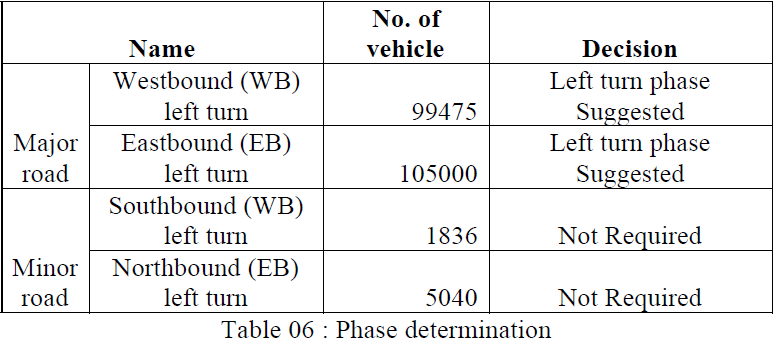 Name
No. of
vehicle
Decision
Major
road
Westbound (WB)
left turn
99475
Left turn phase
Suggested
Eastbound (EB)
left turn
105000
Left turn phase
Suggested
Minor
road
Southbound (WB)
left turn
1836
Not Required
Northbound (EB)
left turn
5040
Not Required
Table 06 : Phase determination